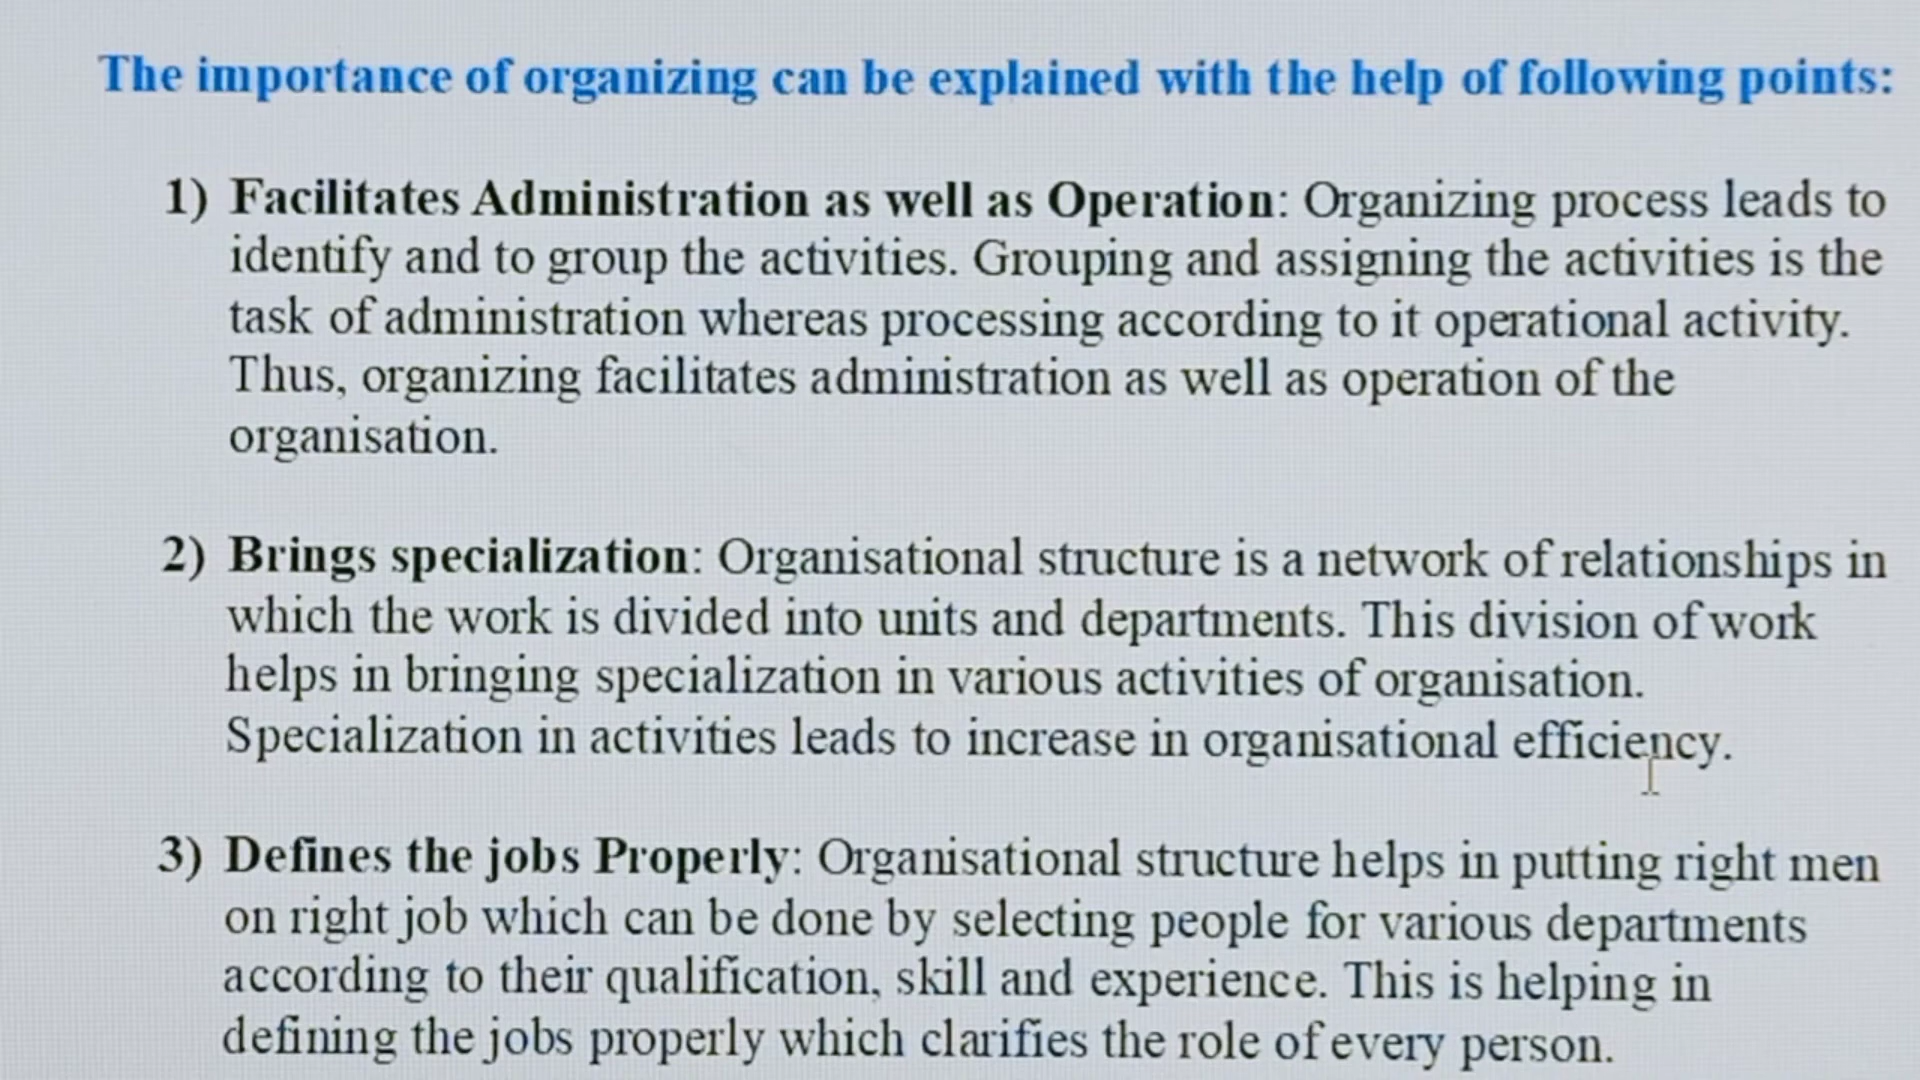 The importance of organizing can be explained with the help of following points:
1) Facilitates Administration as well as Operation: Organizing process leads to
identify and to group the activities. Grouping and assigning the activities is the
task of administration whereas processing according to it operational activity.
Thus, organizing facilitates administration as well as operation of the
organisation.
2) Brings specialization: Organisational structure is a network of relationships in
which the work is divided into units and departments. This division of work
helps in bringing specialization in various activities of organisation.
Specialization in activities leads to increase in organisational efficiency.
3) Defines the jobs Properly: Organisational structure helps in putting right men
on right job which can be done by selecting people for various departments
according to their qualification, skill and experience. This is helping in
defining the jobs properly which clarifies the role of every person.